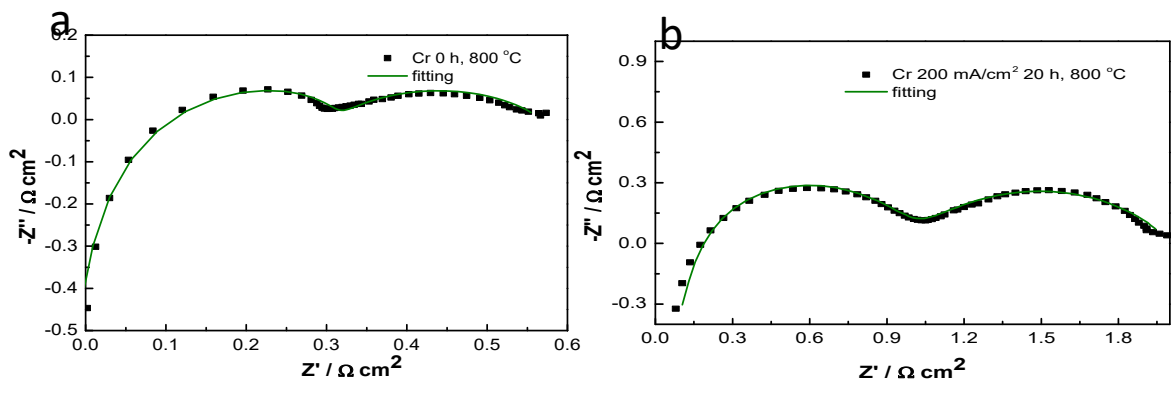 a
0.2
0.1
0.0
-0.1
-0.2
-0.3
-0.4
-0.5
-Z'' / Ω cm²
Cr 0 h, 800 °C
fitting
0.0 0.1 0.2 0.3 0.4 0.5 0.6
Z' / Ω cm²
b
0.9
0.6
0.3
0.0
-0.3
-Z'' / Ω cm²
Cr 200 mA/cm² 20 h, 800 °C
fitting
0.0 0.3 0.6 0.9 1.2 1.5 1.8
Z' / Ω cm²